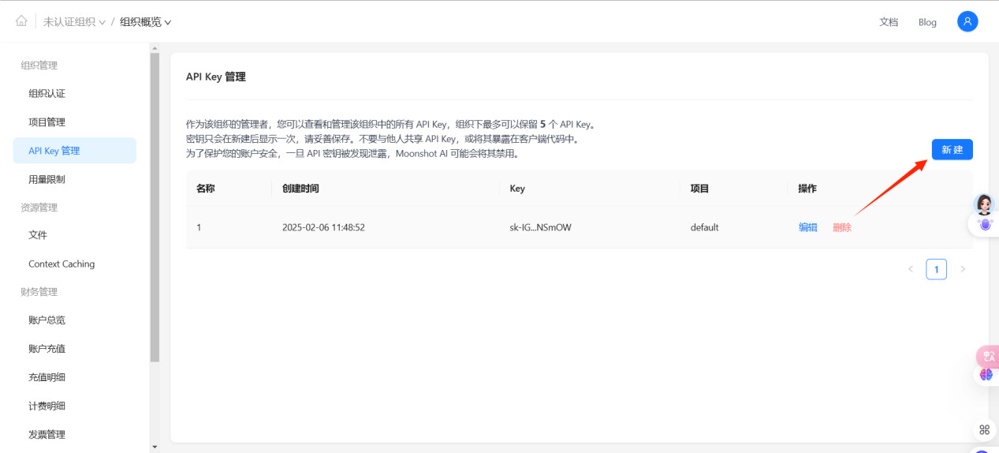 未认证组织 / 组织概览
文档 Blog
组织管理
组织认证
项目管理
API Key 管理
用量限制
资源管理
文件
Context Caching
财务管理
账户总览
账户充值
充值明细
计费明细
发票管理
API Key 管理
作为该组织的管理者，您可以查看和管理该组织中的所有 API Key，组织下最多可以保留 5 个 API Key。
密钥只会在新建后显示一次，请妥善保存。不要与他人共享 API Key，或将其暴露在客户端代码中。
为了保护您的账户安全，一旦 API 密钥被发现泄露，Moonshot AI 可能会将其禁用。
新建
名称 创建时间 Key 项目 操作
1 2025-02-06 11:48:52 sk-IG...NSmOW default 编辑 删除
1